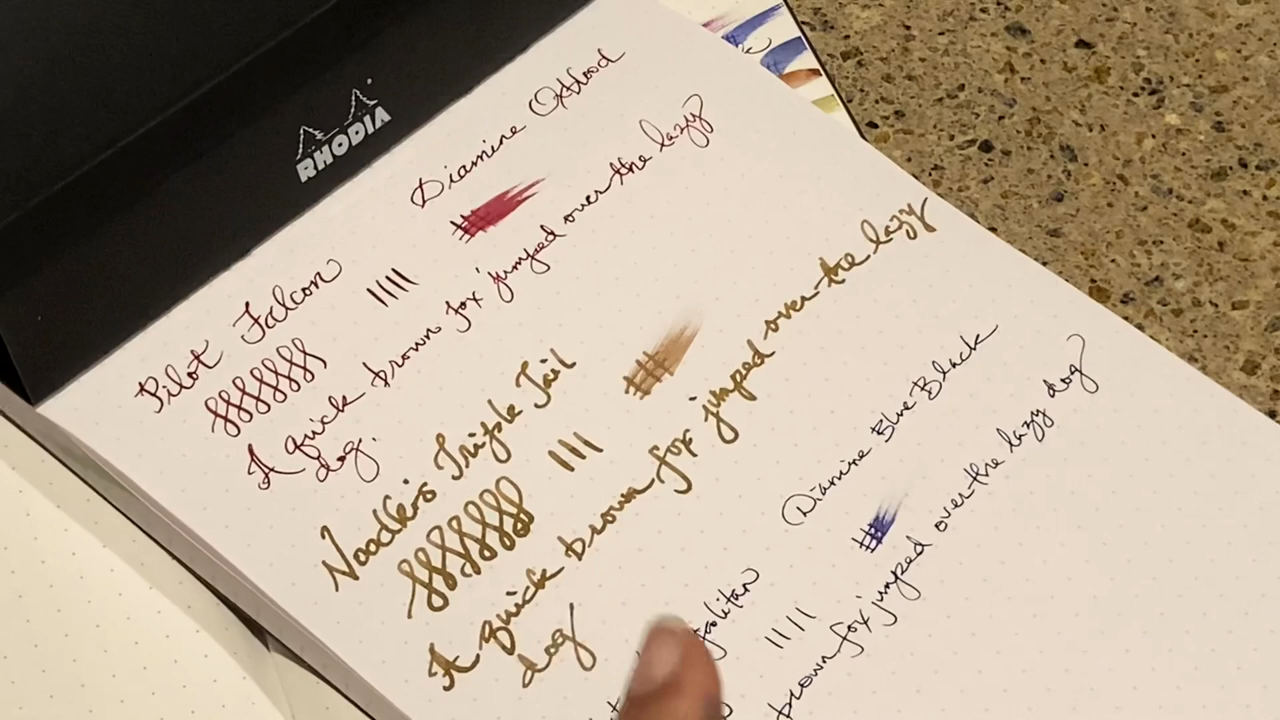 RHODIA
Diamine Oxblood
Pilot Falcon
A quick brown fox jumped over the lazy
dog.
Noodler's Triple Tail
A quick brown fox jumped over the lazy
dog
Diamine Blue Black
brown fox jumped over the lazy dog